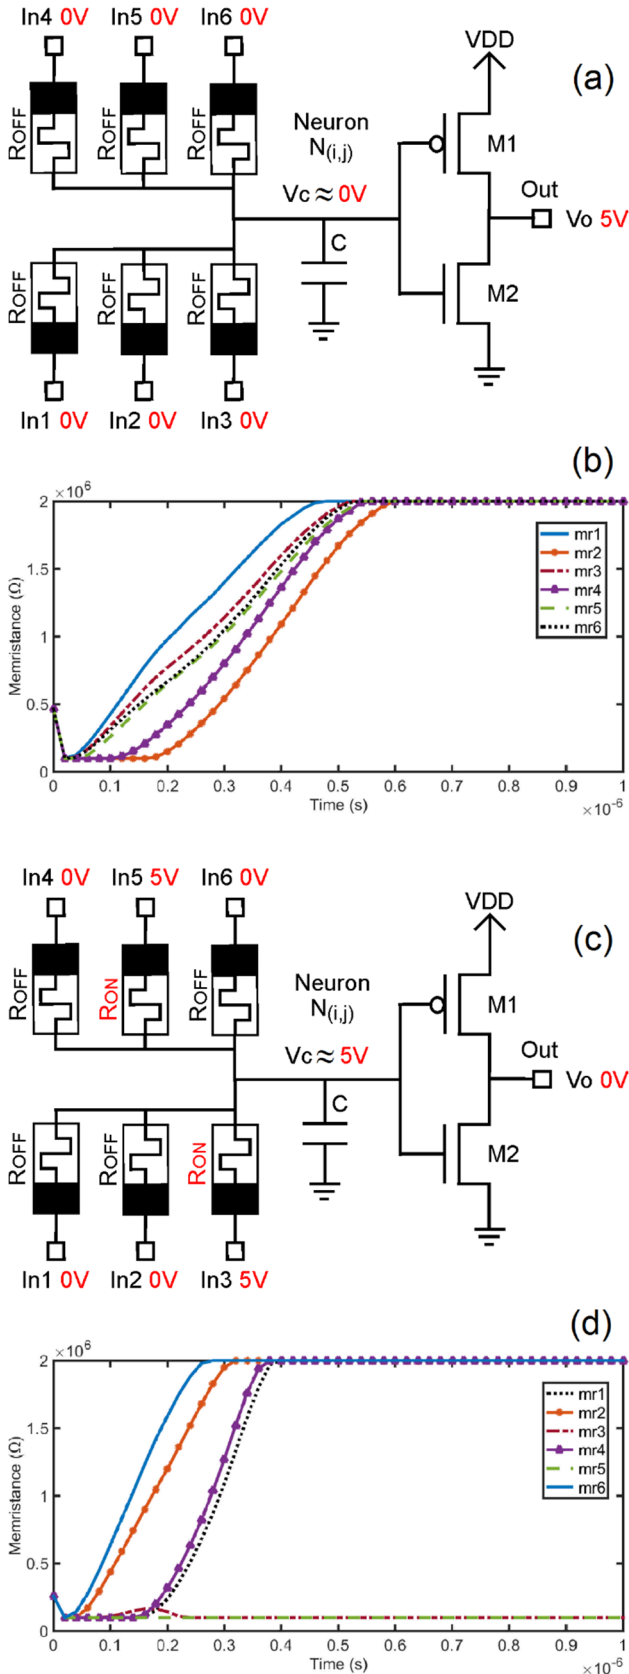 In4 0V In5 0V In6 0V
VDD
(a)
ROFF ROFF ROFF
Neuron
N(i,j)
M1
Out
Vc ≈ 0V
Vo 5V
C
ROFF ROFF ROFF
M2
In1 0V In2 0V In3 0V
(b)
×10^6
2
1.5
1
0.5
0
Memristance (Ω)
mr1
mr2
mr3
mr4
mr5
mr6
0 0.1 0.2 0.3 0.4 0.5 0.6 0.7 0.8 0.9 1
Time (s)
×10^-6
In4 0V In5 5V In6 0V
VDD
(c)
ROFF RON ROFF
Neuron
N(i,j)
M1
Out
Vc ≈ 5V
Vo 0V
C
ROFF ROFF RON
M2
In1 0V In2 0V In3 5V
(d)
×10^6
2
1.5
1
0.5
0
Memristance (Ω)
mr1
mr2
mr3
mr4
mr5
mr6
0 0.1 0.2 0.3 0.4 0.5 0.6 0.7 0.8 0.9 1
Time (s)
×10^-6